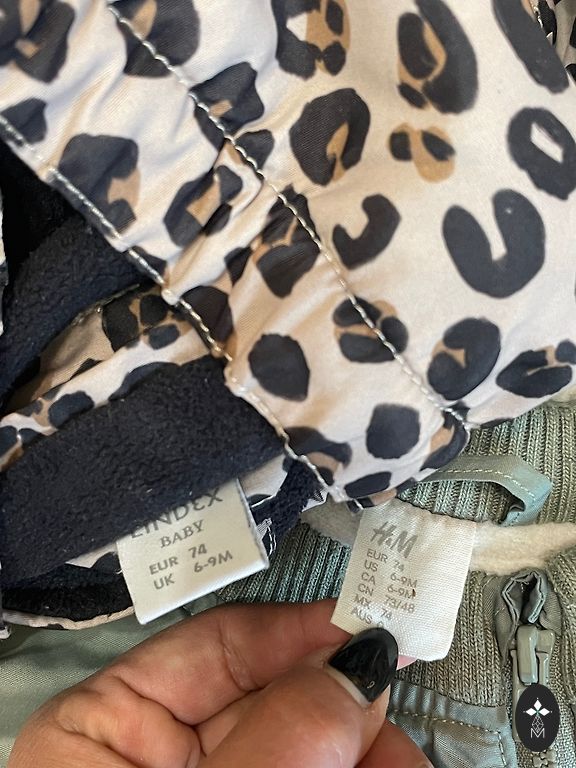 LINDEX
BABY
EUR 74
UK 6-9M
H&M
EUR 74
US 6-9M
CA 6-9M
CN 73/48
MX 74
AUS